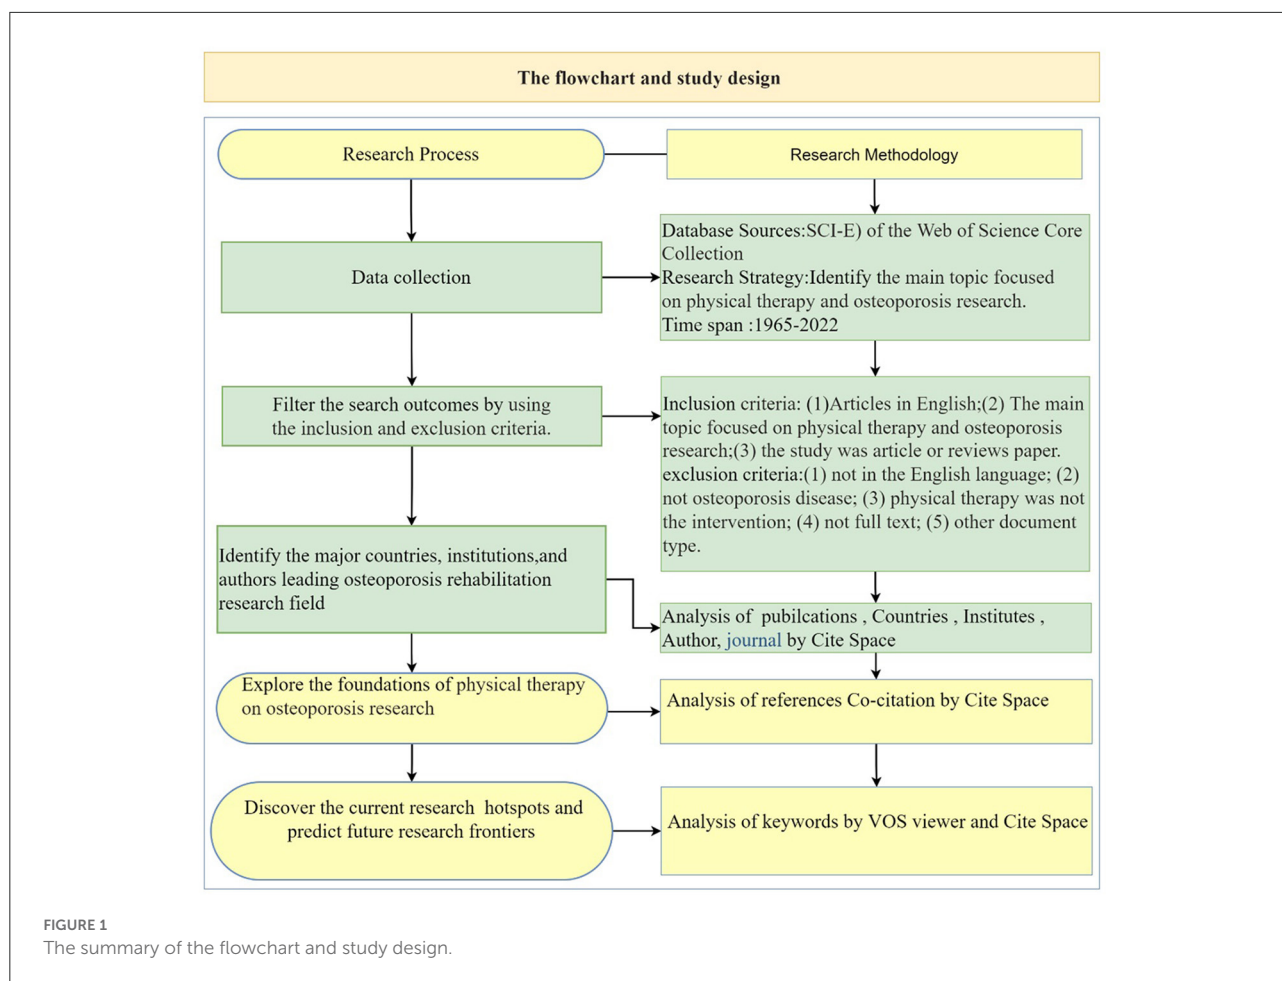 The flowchart and study design
Research Process
Research Methodology
Data collection
Database Sources:SCI-E) of the Web of Science Core
Collection
Research Strategy:Identify the main topic focused
on physical therapy and osteoporosis research.
Time span :1965-2022
Filter the search outcomes by using
the inclusion and exclusion criteria.
Inclusion criteria: (1)Articles in English;(2) The main
topic focused on physical therapy and osteoporosis
research;(3) the study was article or reviews paper.
exclusion criteria:(1) not in the English language; (2)
not osteoporosis disease; (3) physical therapy was not
the intervention; (4) not full text; (5) other document
type.
Identify the major countries, institutions,and
authors leading osteoporosis rehabilitation
research field
Analysis of pubilcations , Countries , Institutes ,
Author, journal by Cite Space
Explore the foundations of physical therapy
on osteoporosis research
Analysis of references Co-citation by Cite Space
Discover the current research hotspots and
predict future research frontiers
Analysis of keywords by VOS viewer and Cite Space
FIGURE 1
The summary of the flowchart and study design.